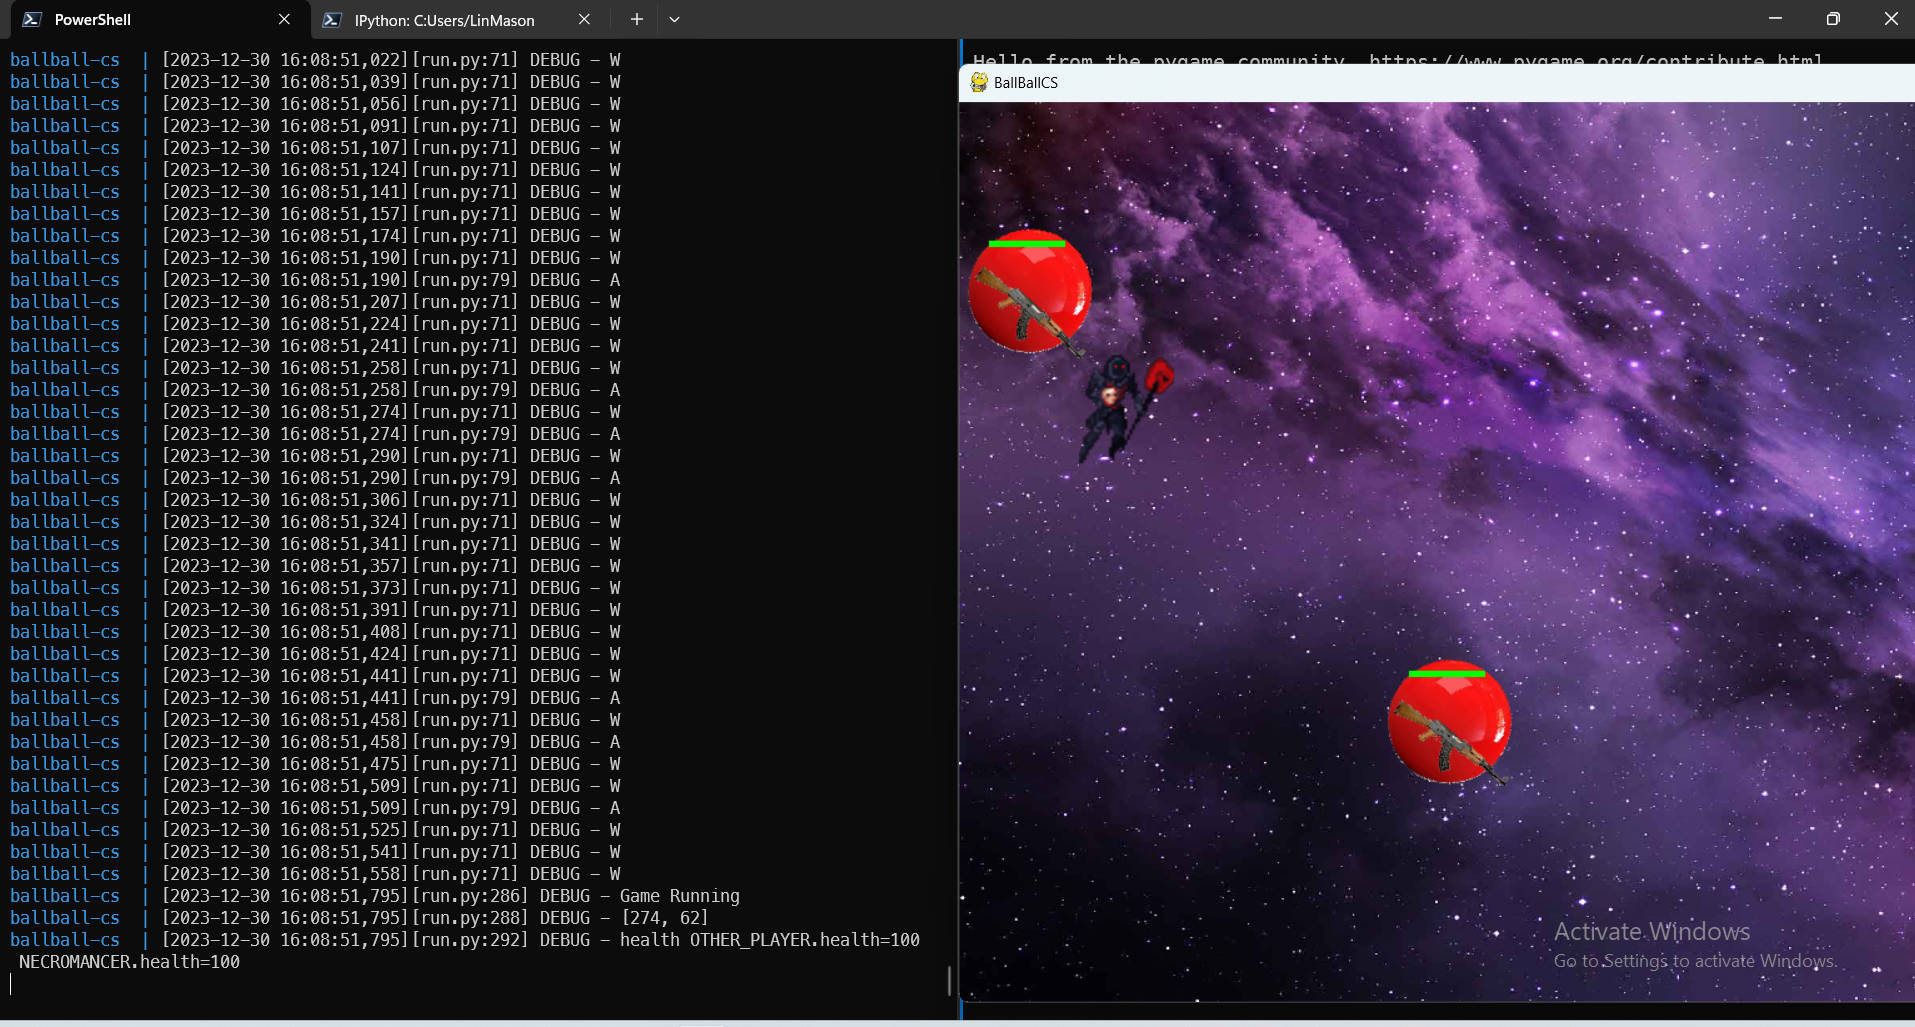 PowerShell
IPython: C:Users/LinMason
ballball-cs | [2023-12-30 16:08:51,022][run.py:71] DEBUG - W
ballball-cs | [2023-12-30 16:08:51,039][run.py:71] DEBUG - W
ballball-cs | [2023-12-30 16:08:51,056][run.py:71] DEBUG - W
ballball-cs | [2023-12-30 16:08:51,091][run.py:71] DEBUG - W
ballball-cs | [2023-12-30 16:08:51,107][run.py:71] DEBUG - W
ballball-cs | [2023-12-30 16:08:51,124][run.py:71] DEBUG - W
ballball-cs | [2023-12-30 16:08:51,141][run.py:71] DEBUG - W
ballball-cs | [2023-12-30 16:08:51,157][run.py:71] DEBUG - W
ballball-cs | [2023-12-30 16:08:51,174][run.py:71] DEBUG - W
ballball-cs | [2023-12-30 16:08:51,190][run.py:71] DEBUG - W
ballball-cs | [2023-12-30 16:08:51,190][run.py:79] DEBUG - A
ballball-cs | [2023-12-30 16:08:51,207][run.py:71] DEBUG - W
ballball-cs | [2023-12-30 16:08:51,224][run.py:71] DEBUG - W
ballball-cs | [2023-12-30 16:08:51,241][run.py:71] DEBUG - W
ballball-cs | [2023-12-30 16:08:51,258][run.py:71] DEBUG - W
ballball-cs | [2023-12-30 16:08:51,258][run.py:79] DEBUG - A
ballball-cs | [2023-12-30 16:08:51,274][run.py:71] DEBUG - W
ballball-cs | [2023-12-30 16:08:51,274][run.py:79] DEBUG - A
ballball-cs | [2023-12-30 16:08:51,290][run.py:71] DEBUG - W
ballball-cs | [2023-12-30 16:08:51,290][run.py:79] DEBUG - A
ballball-cs | [2023-12-30 16:08:51,306][run.py:71] DEBUG - W
ballball-cs | [2023-12-30 16:08:51,324][run.py:71] DEBUG - W
ballball-cs | [2023-12-30 16:08:51,341][run.py:71] DEBUG - W
ballball-cs | [2023-12-30 16:08:51,357][run.py:71] DEBUG - W
ballball-cs | [2023-12-30 16:08:51,373][run.py:71] DEBUG - W
ballball-cs | [2023-12-30 16:08:51,391][run.py:71] DEBUG - W
ballball-cs | [2023-12-30 16:08:51,408][run.py:71] DEBUG - W
ballball-cs | [2023-12-30 16:08:51,424][run.py:71] DEBUG - W
ballball-cs | [2023-12-30 16:08:51,441][run.py:71] DEBUG - W
ballball-cs | [2023-12-30 16:08:51,441][run.py:79] DEBUG - A
ballball-cs | [2023-12-30 16:08:51,458][run.py:71] DEBUG - W
ballball-cs | [2023-12-30 16:08:51,458][run.py:79] DEBUG - A
ballball-cs | [2023-12-30 16:08:51,475][run.py:71] DEBUG - W
ballball-cs | [2023-12-30 16:08:51,509][run.py:71] DEBUG - W
ballball-cs | [2023-12-30 16:08:51,509][run.py:79] DEBUG - A
ballball-cs | [2023-12-30 16:08:51,525][run.py:71] DEBUG - W
ballball-cs | [2023-12-30 16:08:51,541][run.py:71] DEBUG - W
ballball-cs | [2023-12-30 16:08:51,558][run.py:71] DEBUG - W
ballball-cs | [2023-12-30 16:08:51,795][run.py:286] DEBUG - Game Running
ballball-cs | [2023-12-30 16:08:51,795][run.py:288] DEBUG - [274, 62]
ballball-cs | [2023-12-30 16:08:51,795][run.py:292] DEBUG - health OTHER_PLAYER.health=100
NECROMANCER.health=100
Hello from the pygame community. https://www.pygame.org/contribute.html
BallBallCS
Activate Windows
Go to Settings to activate Windows.